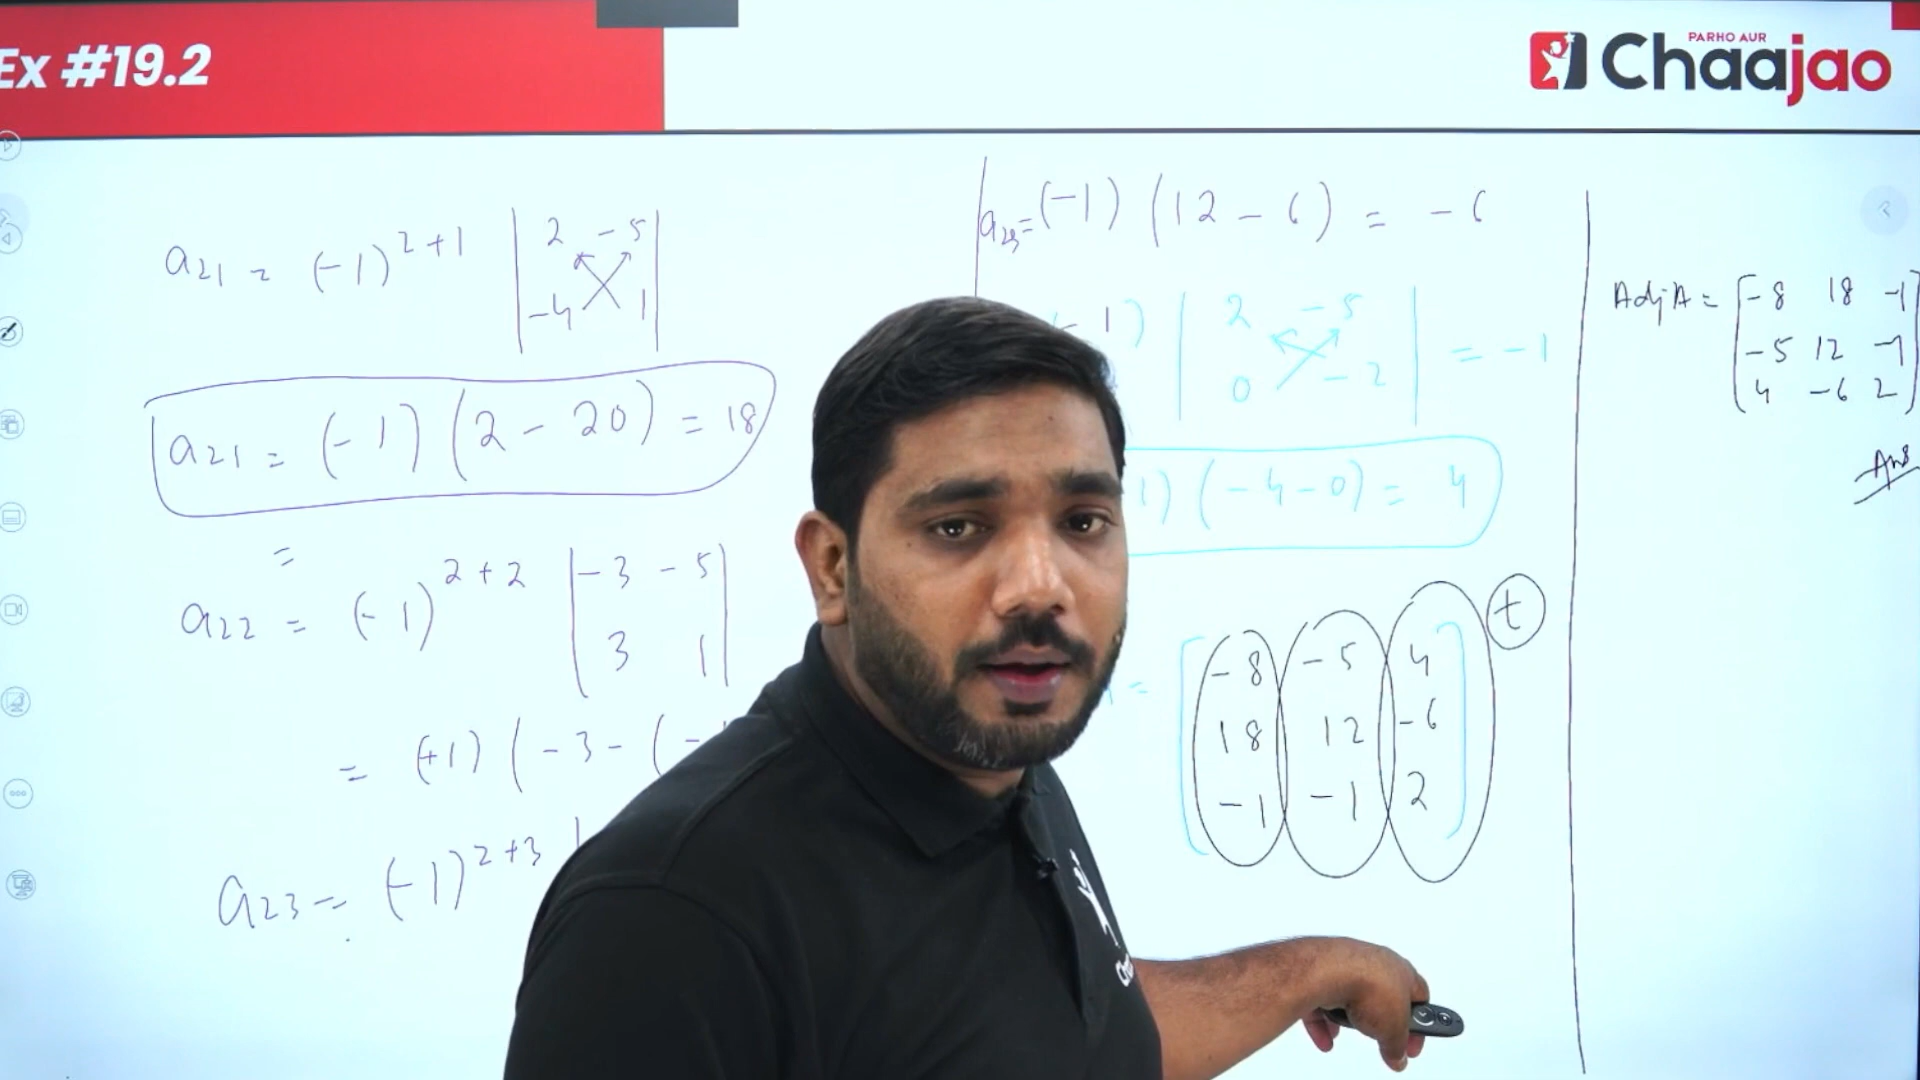 Ex #19.2
PARHO AUR
Chaajao
a21 = (-1)^2+1 | 2 -5 |
| -4 1 |
a21 = (-1) (2 - 20) = 18
=
a22 = (-1)^2+2 | -3 -5 |
| 3 1 |
= (+1) ( -3 - ( -
a23 = (-1)^2+3 |
a23 = (-1) (12 - 6) = -6
-1) | 2 -5 | = -1
| 0 -2 |
1) ( -4 - 0) = 4
= [ -8 -5 4 ] t
18 12 -6
-1 -1 2
Adj A = [ -8 18 -1 ]
-5 12 -1
4 -6 2
Ans